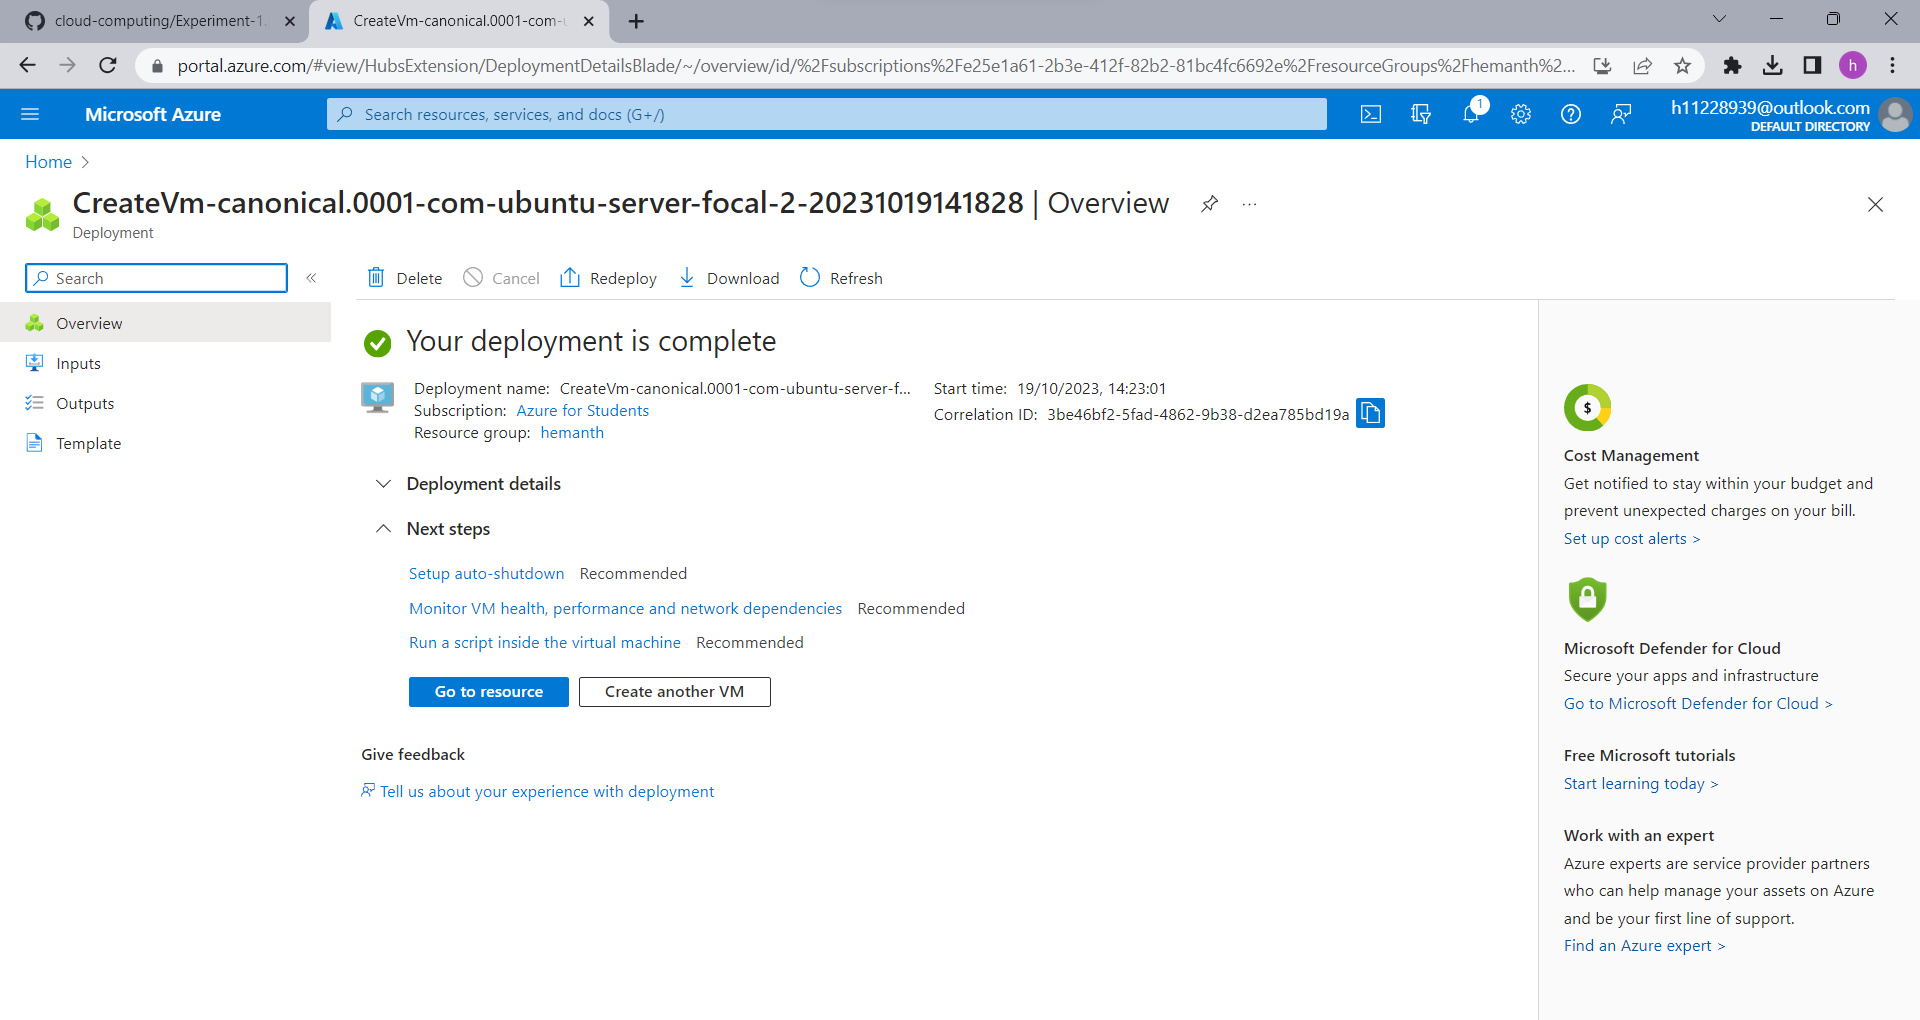 cloud-computing/Experiment-1.
CreateVm-canonical.0001-com-u
portal.azure.com/#view/HubsExtension/DeploymentDetailsBlade/~/overview/id/%2Fsubscriptions%2Fe25e1a61-2b3e-412f-82b2-81bc4fc6692e%2FresourceGroups%2Fhemanth%2...
h
Microsoft Azure
Search resources, services, and docs (G+/)
1
h11228939@outlook.com
DEFAULT DIRECTORY
Home >
CreateVm-canonical.0001-com-ubuntu-server-focal-2-20231019141828 | Overview
...
Deployment
Search
«
Delete
Cancel
Redeploy
Download
Refresh
Overview
Inputs
Outputs
Template
Your deployment is complete
Deployment name: CreateVm-canonical.0001-com-ubuntu-server-f...
Subscription: Azure for Students
Resource group: hemanth
Start time: 19/10/2023, 14:23:01
Correlation ID: 3be46bf2-5fad-4862-9b38-d2ea785bd19a
Deployment details
Next steps
Setup auto-shutdown Recommended
Monitor VM health, performance and network dependencies Recommended
Run a script inside the virtual machine Recommended
Go to resource
Create another VM
Give feedback
Tell us about your experience with deployment
$
Cost Management
Get notified to stay within your budget and
prevent unexpected charges on your bill.
Set up cost alerts >
Microsoft Defender for Cloud
Secure your apps and infrastructure
Go to Microsoft Defender for Cloud >
Free Microsoft tutorials
Start learning today >
Work with an expert
Azure experts are service provider partners
who can help manage your assets on Azure
and be your first line of support.
Find an Azure expert >